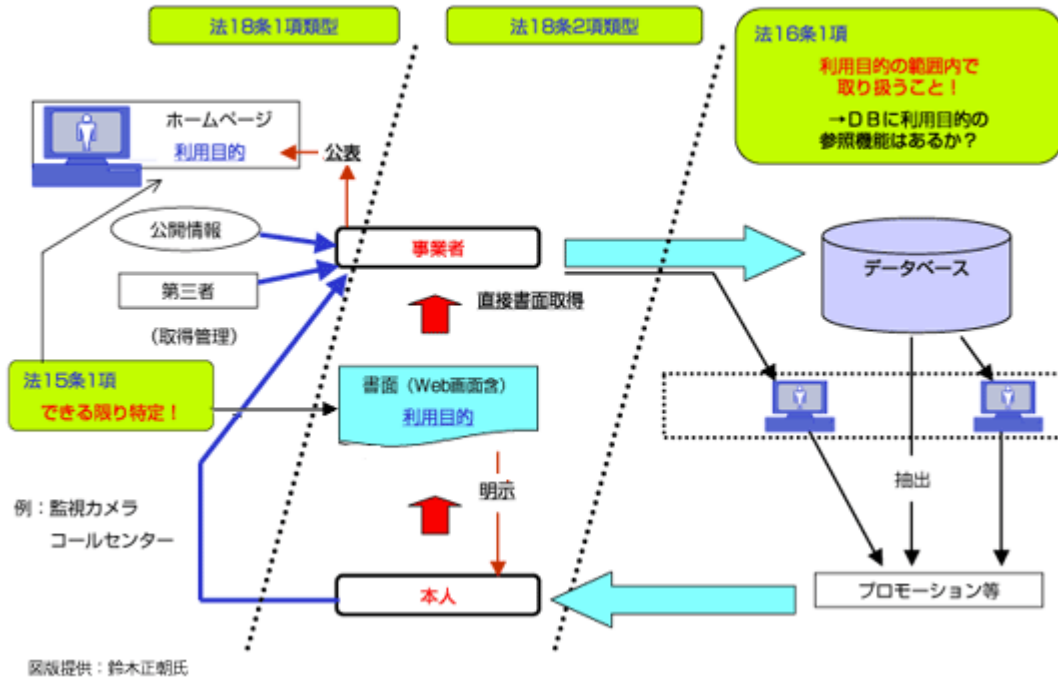 法18条1項類型
法18条2項類型
法16条1項
利用目的の範囲内で
取り扱うこと！
→DBに利用目的の
参照機能はあるか？
ホームページ
利用目的
公表
公開情報
事業者
データベース
第三者
直接書面取得
（取得管理）
法15条1項
できる限り特定！
書面（Web画面含）
利用目的
明示
抽出
例：監視カメラ
コールセンター
本人
プロモーション等
図版提供：鈴木正朝氏